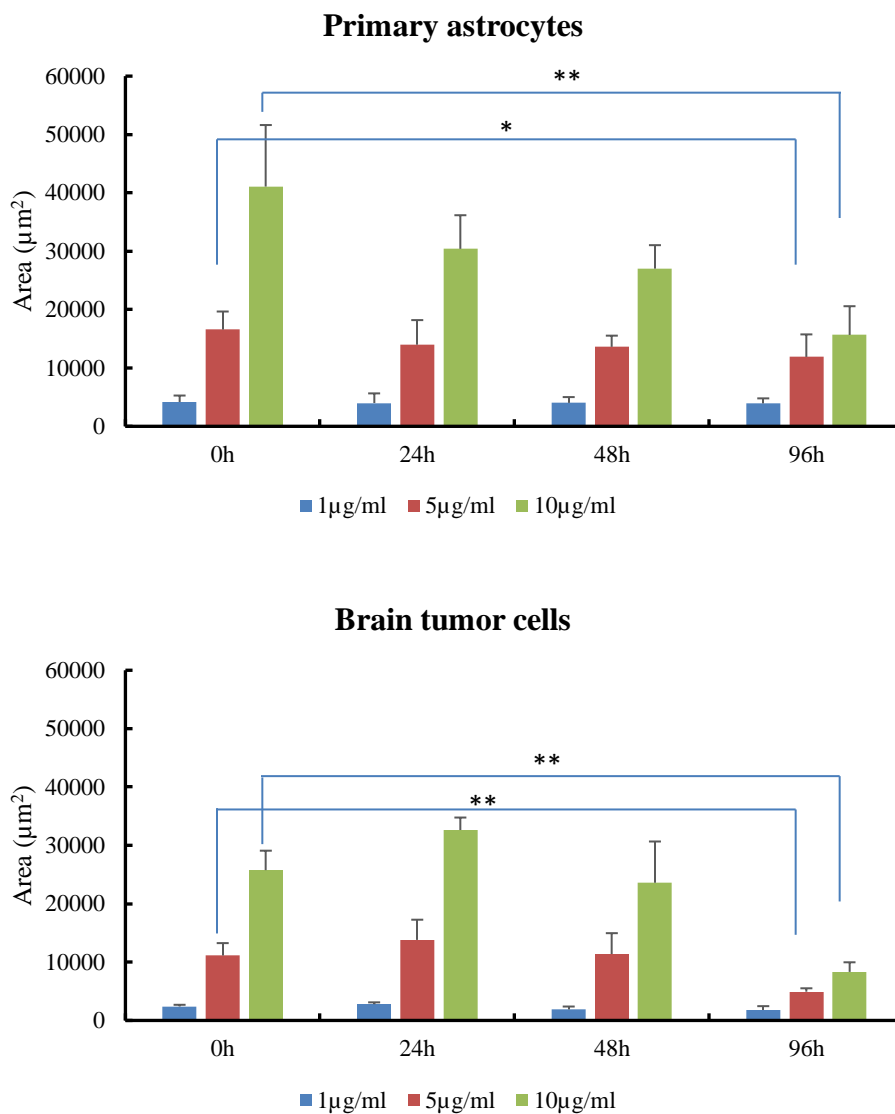 Primary astrocytes
60000
**
50000
*
40000
Area (µm²)
30000
20000
10000
0
0h 24h 48h 96h
1µg/ml 5µg/ml 10µg/ml
Brain tumor cells
60000
50000
**
40000
**
Area (µm²)
30000
20000
10000
0
0h 24h 48h 96h
1µg/ml 5µg/ml 10µg/ml